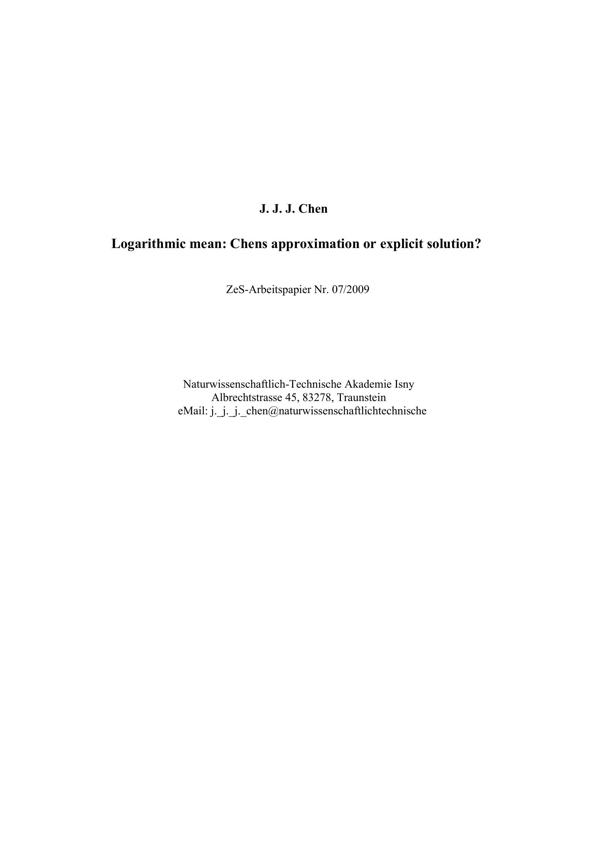 J. J. J. Chen
Logarithmic mean: Chens approximation or explicit solution?
ZeS-Arbeitspapier Nr. 07/2009
Naturwissenschaftlich-Technische Akademie Isny
Albrechtstrasse 45, 83278, Traunstein
eMail: j._j._j._chen@naturwissenschaftlichtechnische